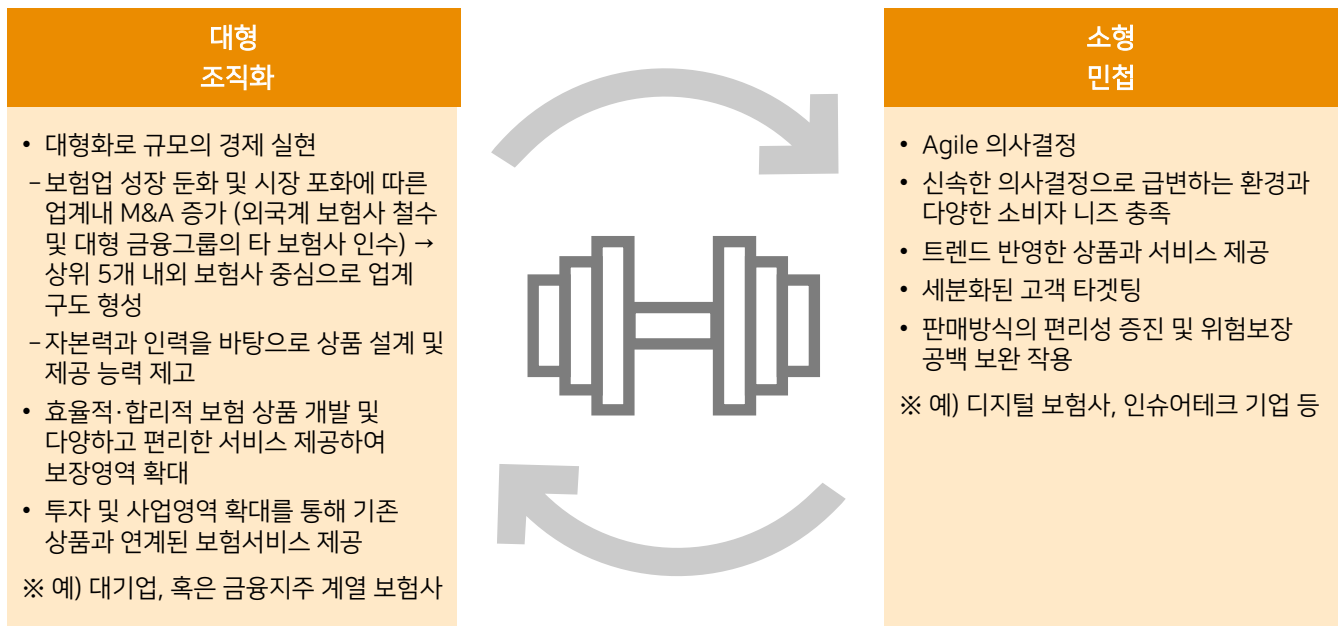 대형
조직화
• 대형화로 규모의 경제 실현
–보험업 성장 둔화 및 시장 포화에 따른
업계내 M&A 증가 (외국계 보험사 철수
및 대형 금융그룹의 타 보험사 인수) →
상위 5개 내외 보험사 중심으로 업계
구도 형성
–자본력과 인력을 바탕으로 상품 설계 및
제공 능력 제고
• 효율적·합리적 보험 상품 개발 및
다양하고 편리한 서비스 제공하여
보장영역 확대
• 투자 및 사업영역 확대를 통해 기존
상품과 연계된 보험서비스 제공
※ 예) 대기업, 혹은 금융지주 계열 보험사
소형
민첩
• Agile 의사결정
• 신속한 의사결정으로 급변하는 환경과
다양한 소비자 니즈 충족
• 트렌드 반영한 상품과 서비스 제공
• 세분화된 고객 타겟팅
• 판매방식의 편리성 증진 및 위험보장
공백 보완 작용
※ 예) 디지털 보험사, 인슈어테크 기업 등